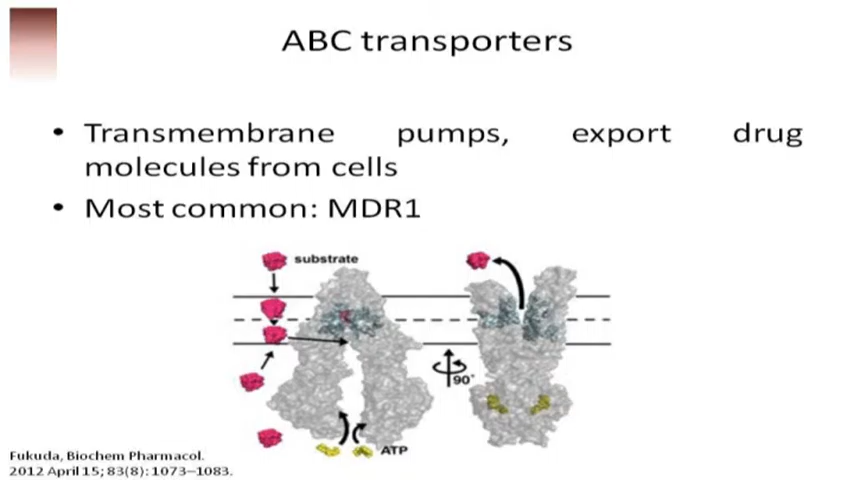 ABC transporters
• Transmembrane pumps, export drug
molecules from cells
• Most common: MDR1
substrate
90°
ATP
Fukuda, Biochem Pharmacol.
2012 April 15; 83(8): 1073–1083.